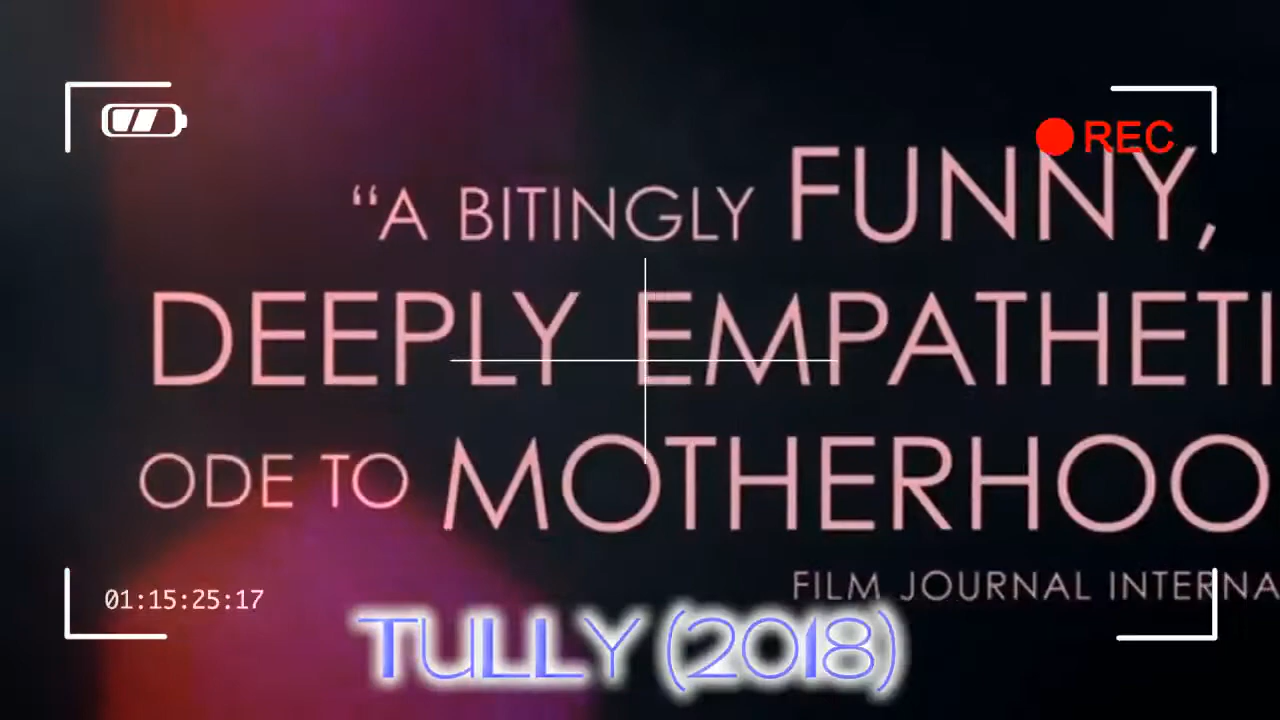 REC
“A BITINGLY FUNNY,
DEEPLY EMPATHETI
ODE TO MOTHERHOO
FILM JOURNAL INTERNA
01:15:25:17
TULLY (2018)